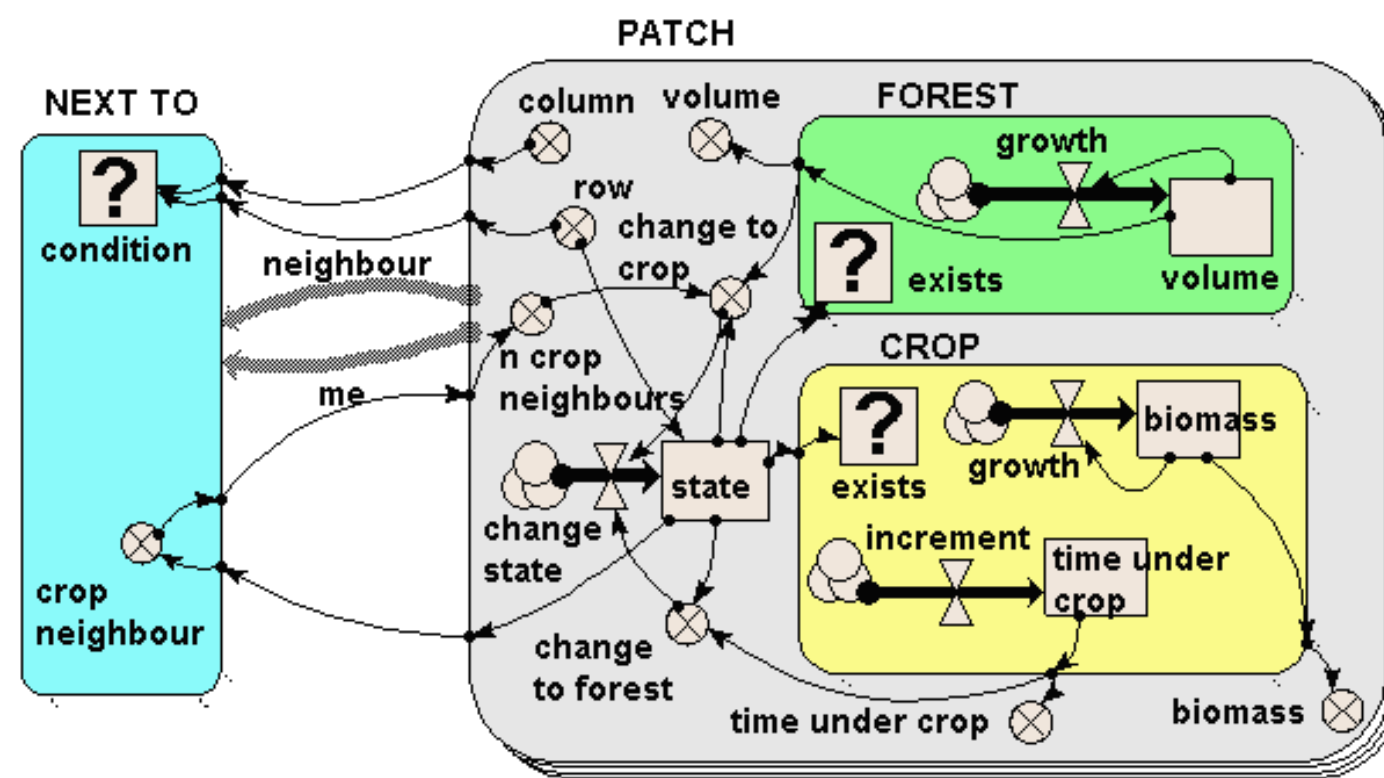 PATCH
NEXT TO
column
volume
FOREST
growth
?
condition
row
change to
crop
neighbour
?
exists
volume
n crop
neighbours
me
CROP
?
exists
biomass
growth
state
change
state
increment
time under
crop
crop
neighbour
change
to forest
time under crop
biomass